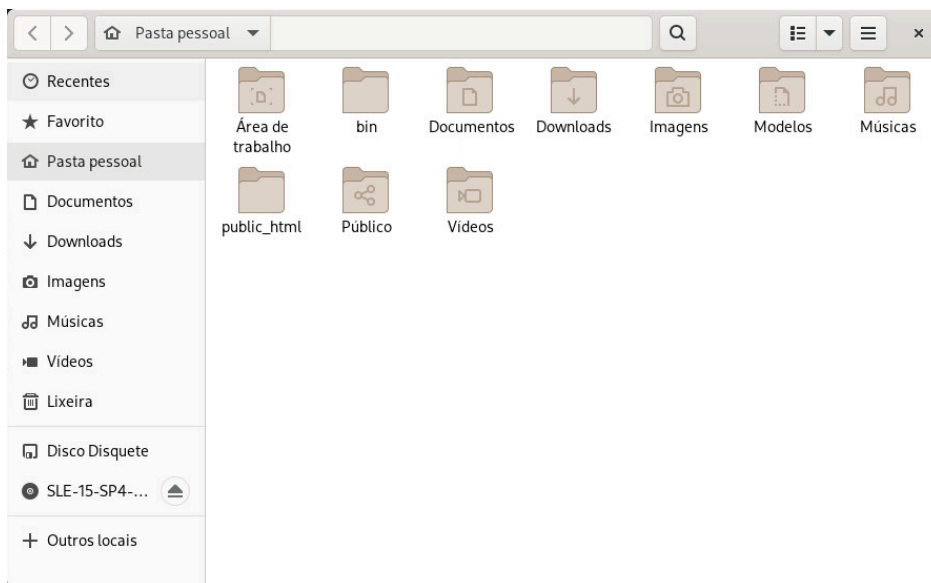 Pasta pessoal
Recentes
Favorito
Pasta pessoal
Documentos
Downloads
Imagens
Músicas
Vídeos
Lixeira
Disco Disquete
SLE-15-SP4-...
Outros locais
Área de
trabalho
bin
Documentos
Downloads
Imagens
Modelos
Músicas
public_html
Público
Vídeos